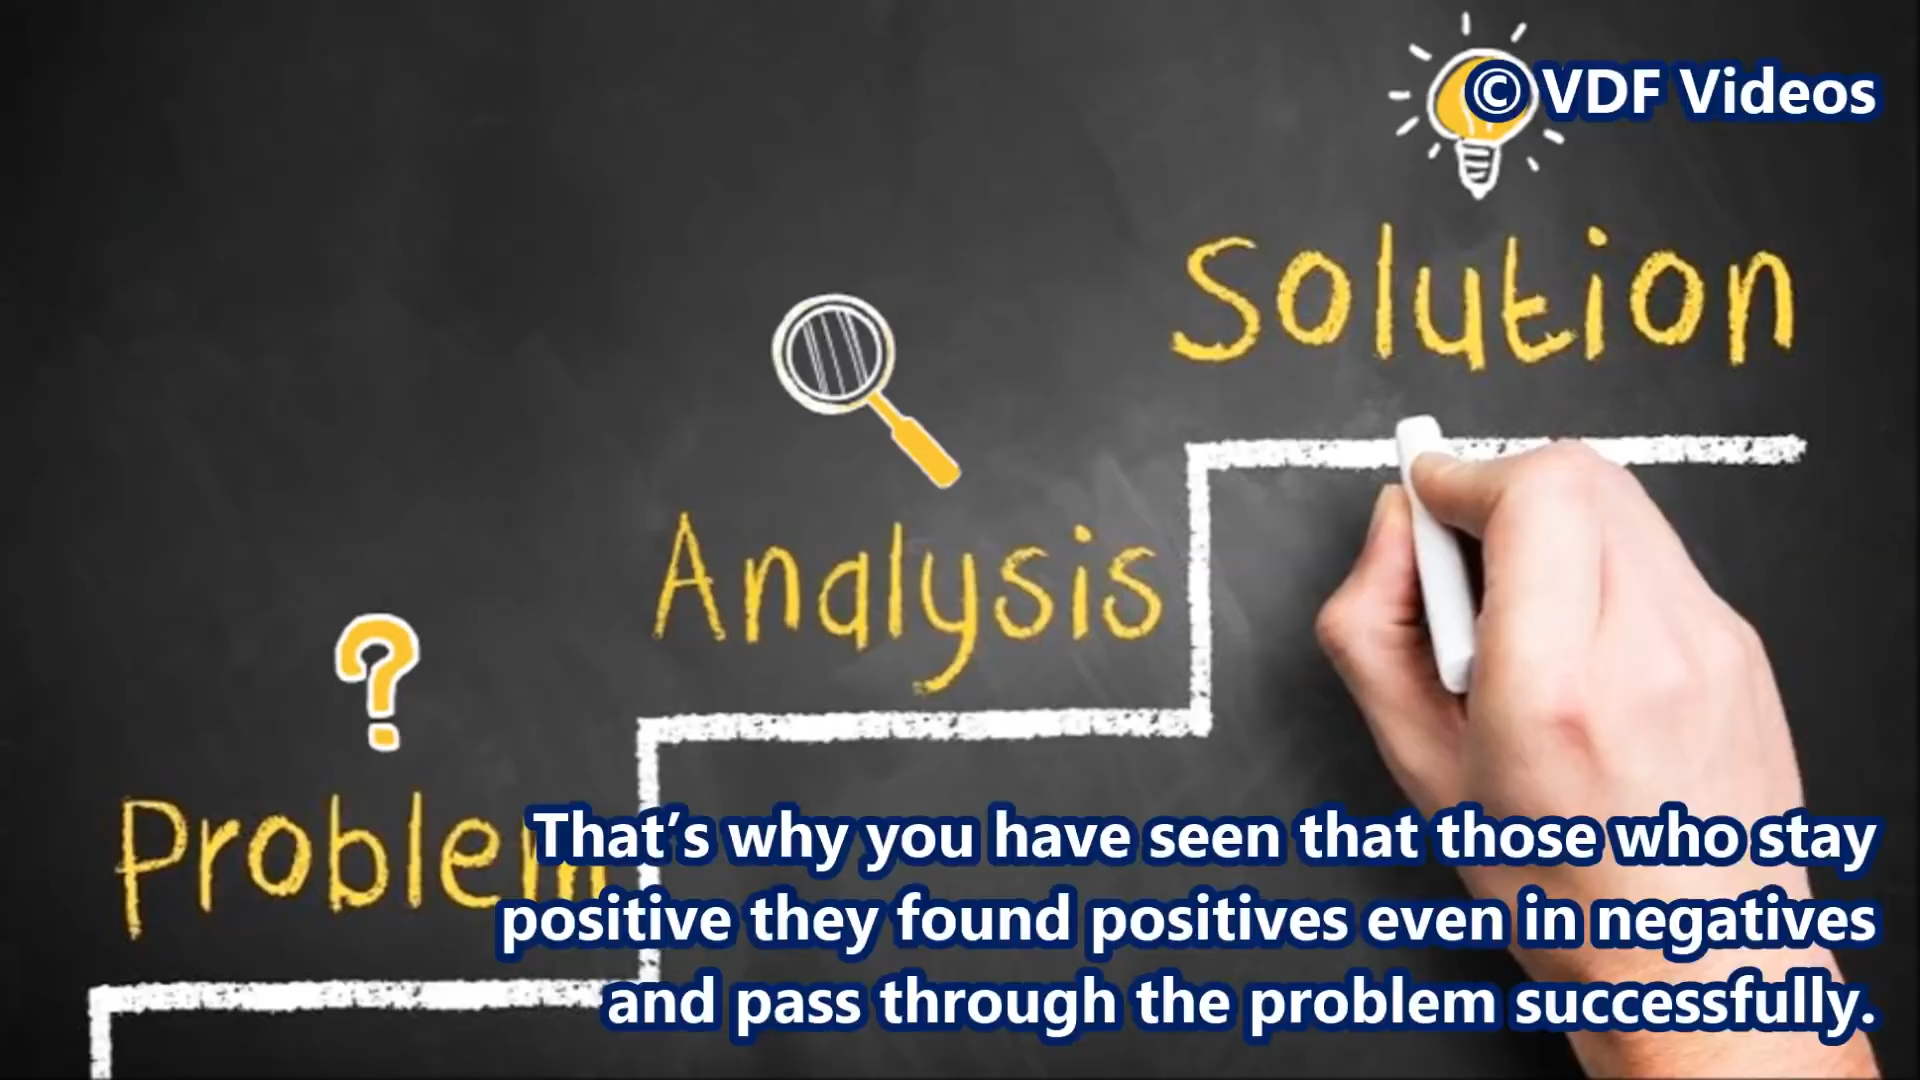 © VDF Videos
Solution
Analysis
Problem
That’s why you have seen that those who stay
positive they found positives even in negatives
and pass through the problem successfully.